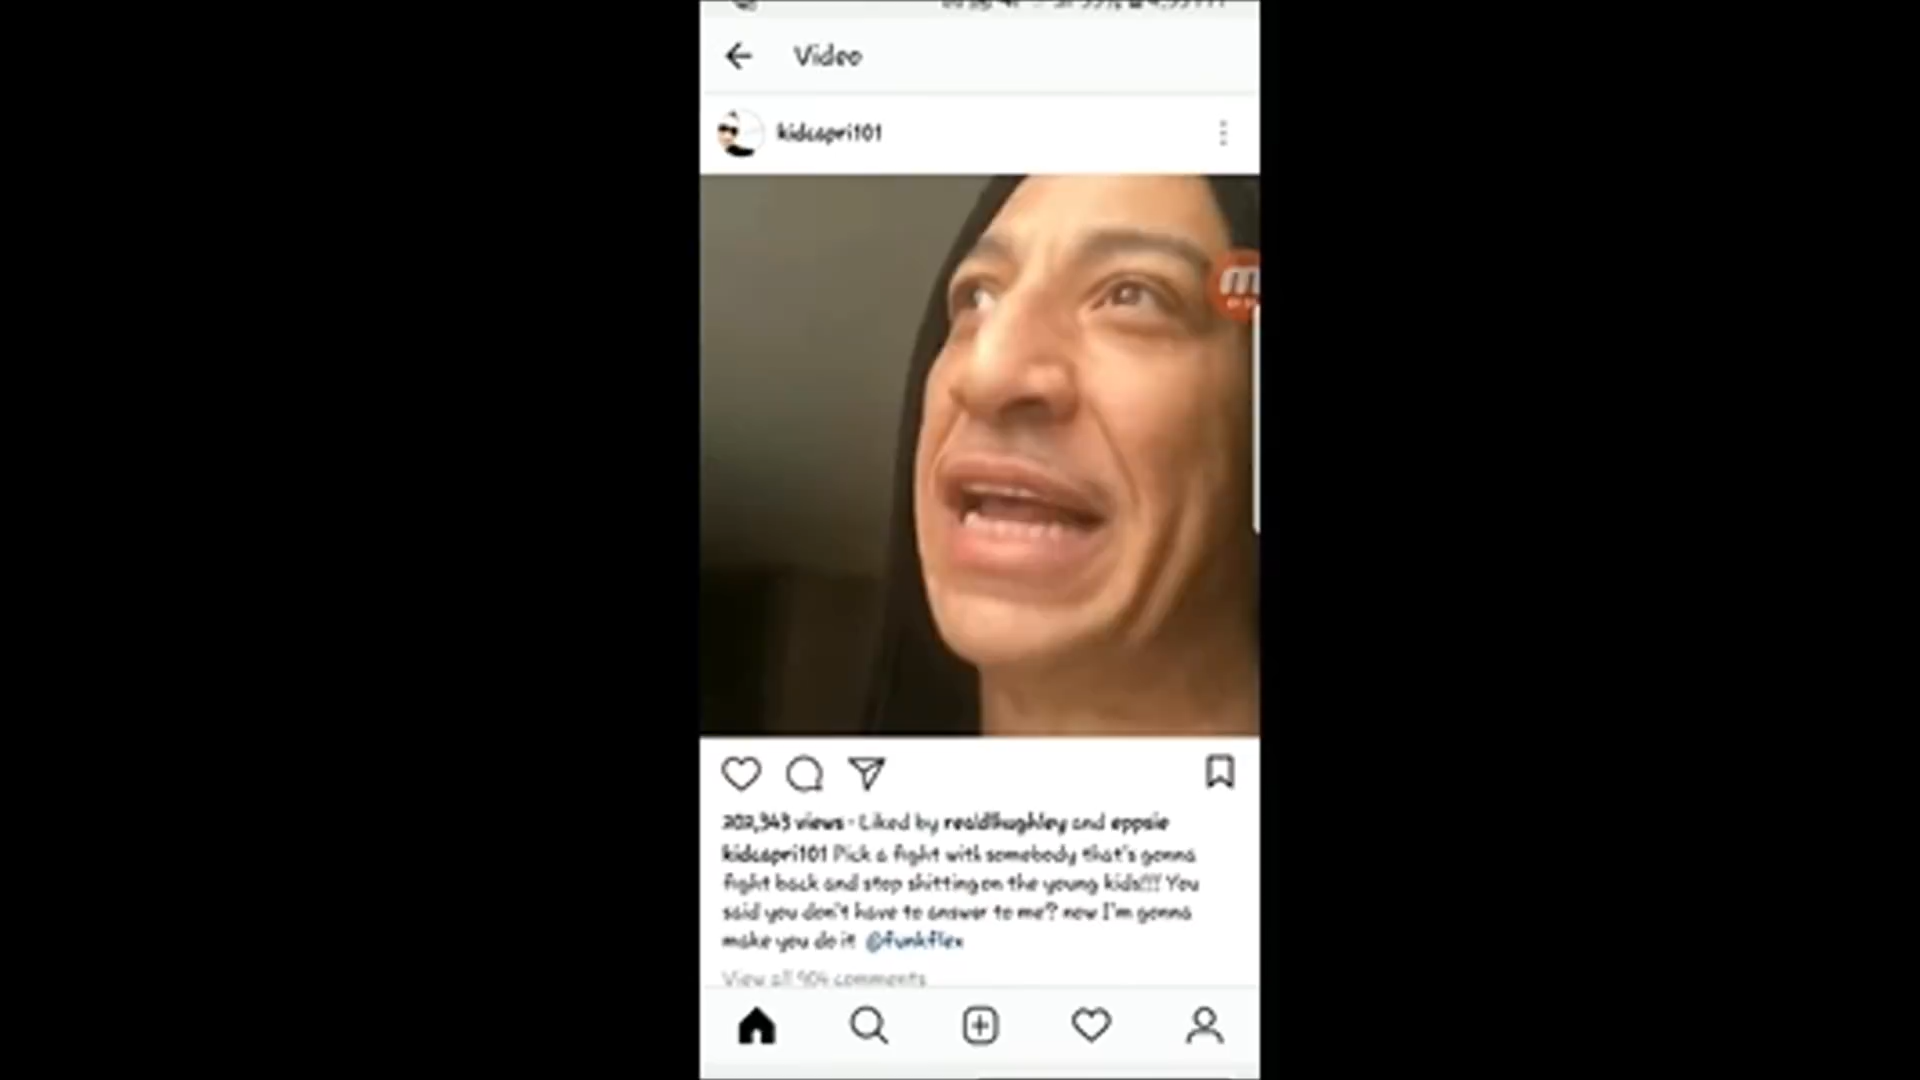 Video
kidcapri101
m
202,343 views · Liked by realdlhughley and eppsie
kidcapri101 Pick a fight with somebody that's gonna
fight back and stop shitting on the young kids!!! You
said you don't have to answer to me? now I'm gonna
make you do it @funkflex
View all 904 comments